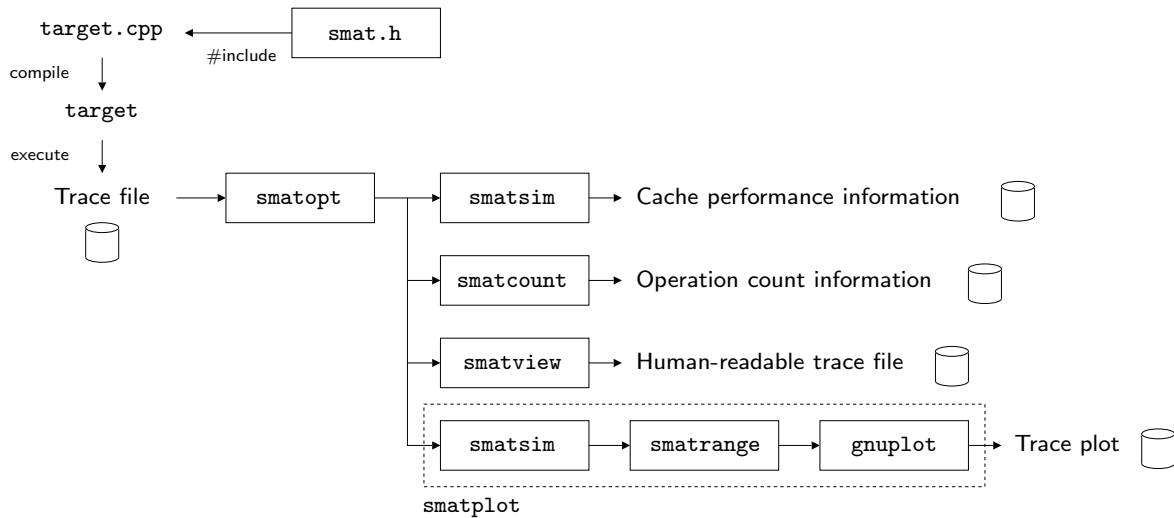 target.cpp
smat.h
#include
compile
target
execute
Trace file
smatopt
smatsim
Cache performance information
smatcount
Operation count information
smatview
Human-readable trace file
smatsim
smatrange
gnuplot
Trace plot
smatplot